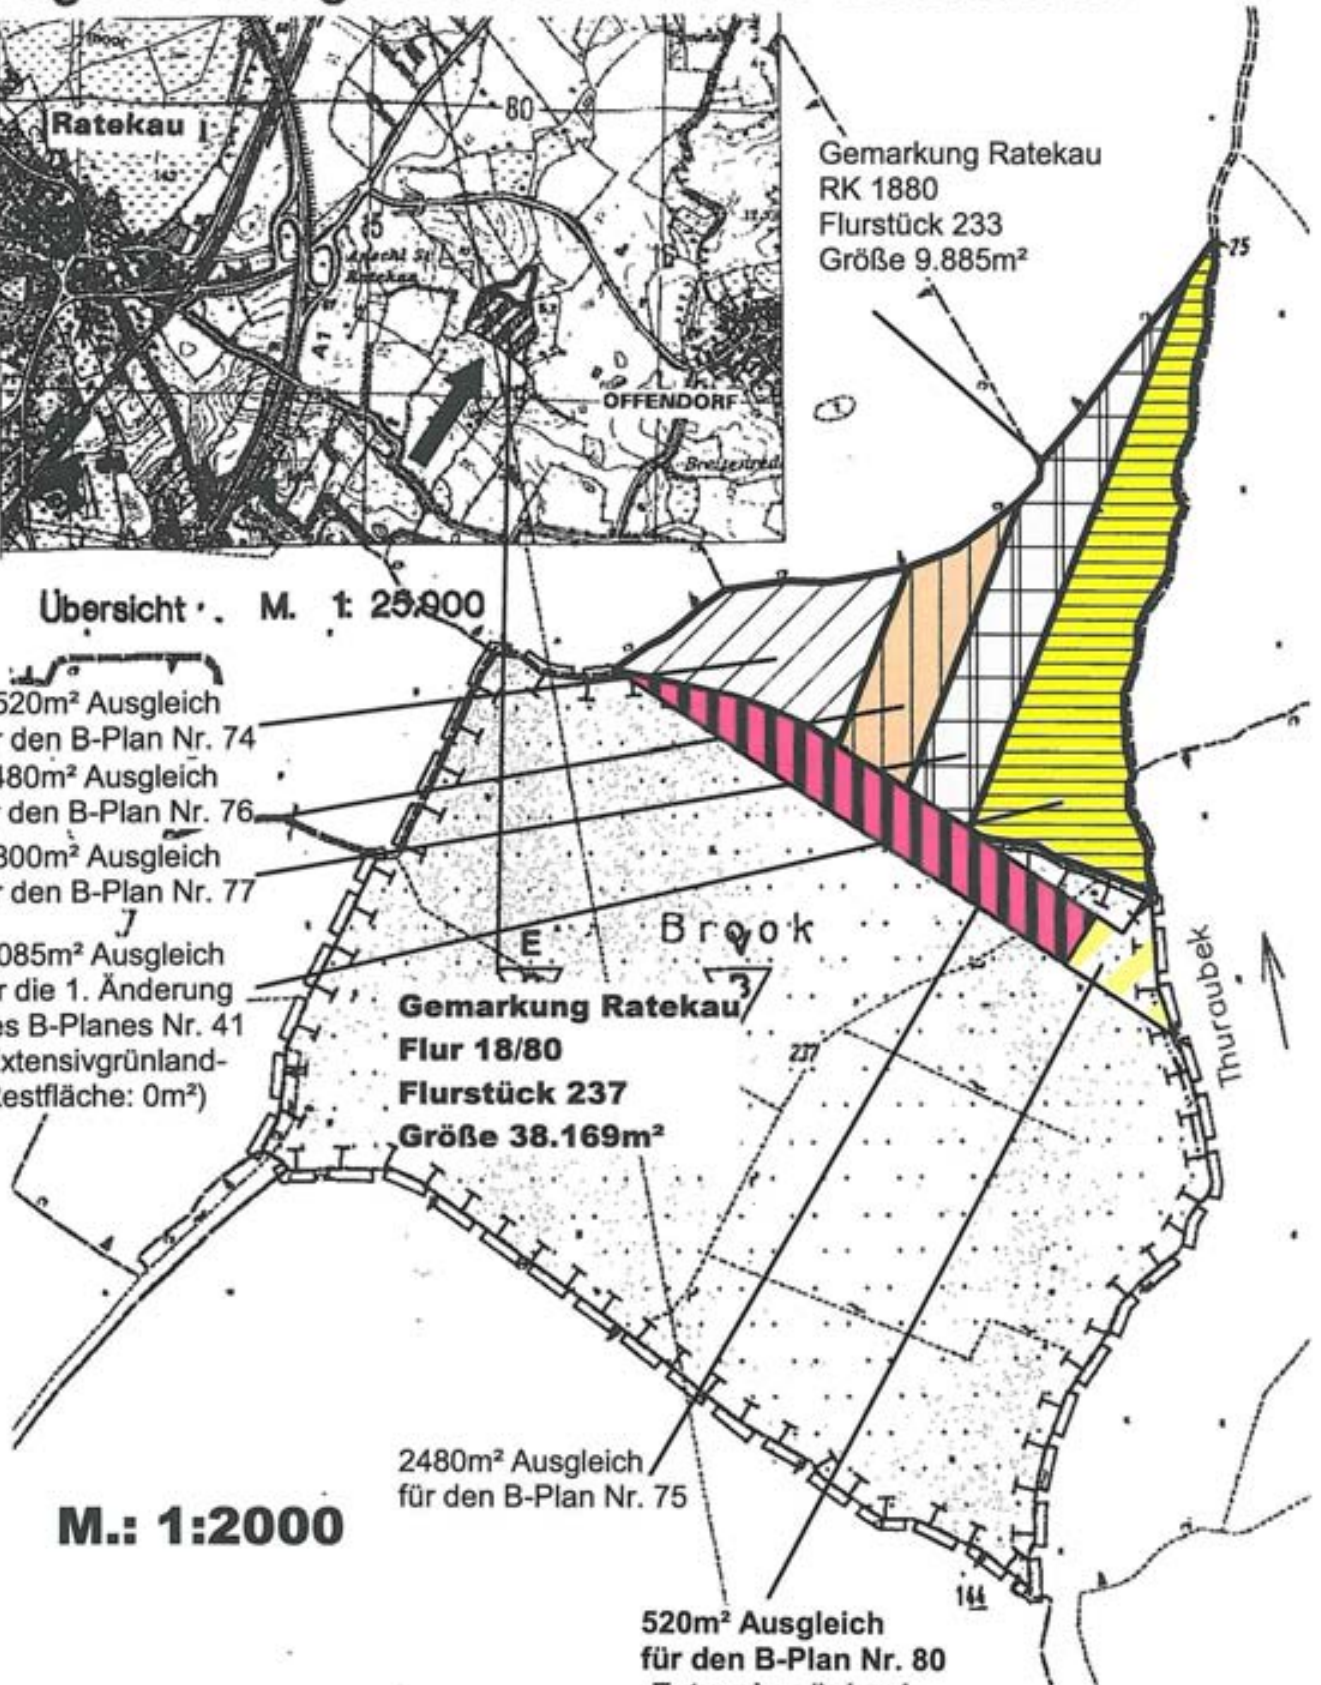 Ratekau
80
Gemarkung Ratekau
RK 1880
Flurstück 233
Größe 9.885m²
75
A1
OFFENDORF
Übersicht M. 1: 25.000
520m² Ausgleich
r den B-Plan Nr. 74
480m² Ausgleich
r den B-Plan Nr. 76
800m² Ausgleich
r den B-Plan Nr. 77
085m² Ausgleich
r die 1. Änderung
es B-Planes Nr. 41
xtensivgrünland-
estfläche: 0m²)
Brook
E
3
Gemarkung Ratekau
Flur 18/80
Flurstück 237
Größe 38.169m²
237
Thuraubek
2480m² Ausgleich
für den B-Plan Nr. 75
M.: 1:2000
144
520m² Ausgleich
für den B-Plan Nr. 80